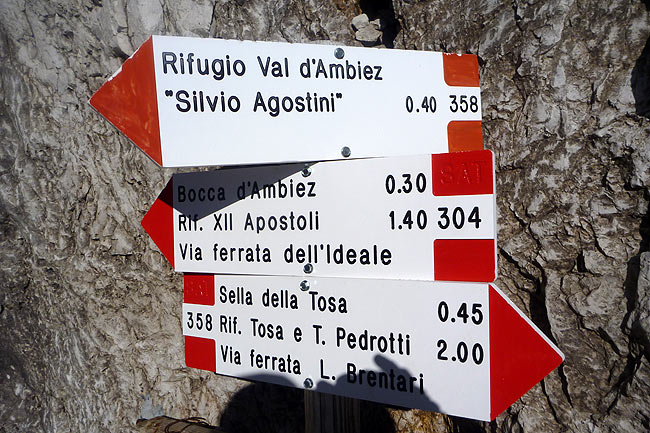 Rifugio Val d'Ambiez
"Silvio Agostini" 0.40 358
SAT
Bocca d'Ambiez 0.30
Rif. XII Apostoli 1.40 304
Via ferrata dell'Ideale
Sella della Tosa 0.45
358 Rif. Tosa e T. Pedrotti 2.00
Via ferrata L. Brentari